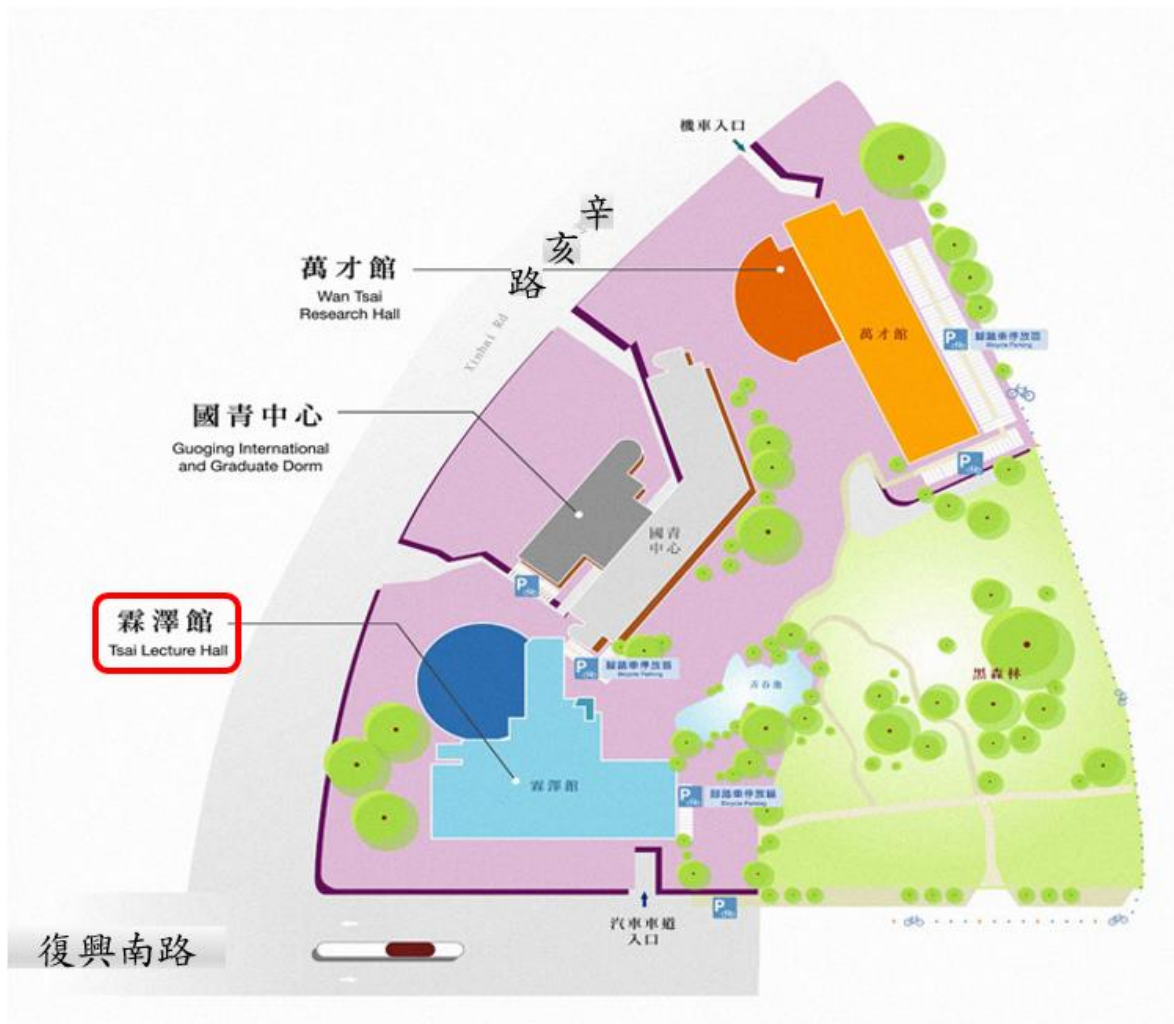 機車入口
辛
亥
路
Xinhai Rd
萬才館
Wan Tsai
Research Hall
萬才館
P
腳踏車停放區
Bicycle Parking
P
國青中心
Guoging International
and Graduate Dorm
國青
中心
P
霖澤館
Tsai Lecture Hall
P
腳踏車停放區
Bicycle Parking
黑森林
霖澤館
P
腳踏車停放區
Bicycle Parking
P
汽車車道
入口
復興南路